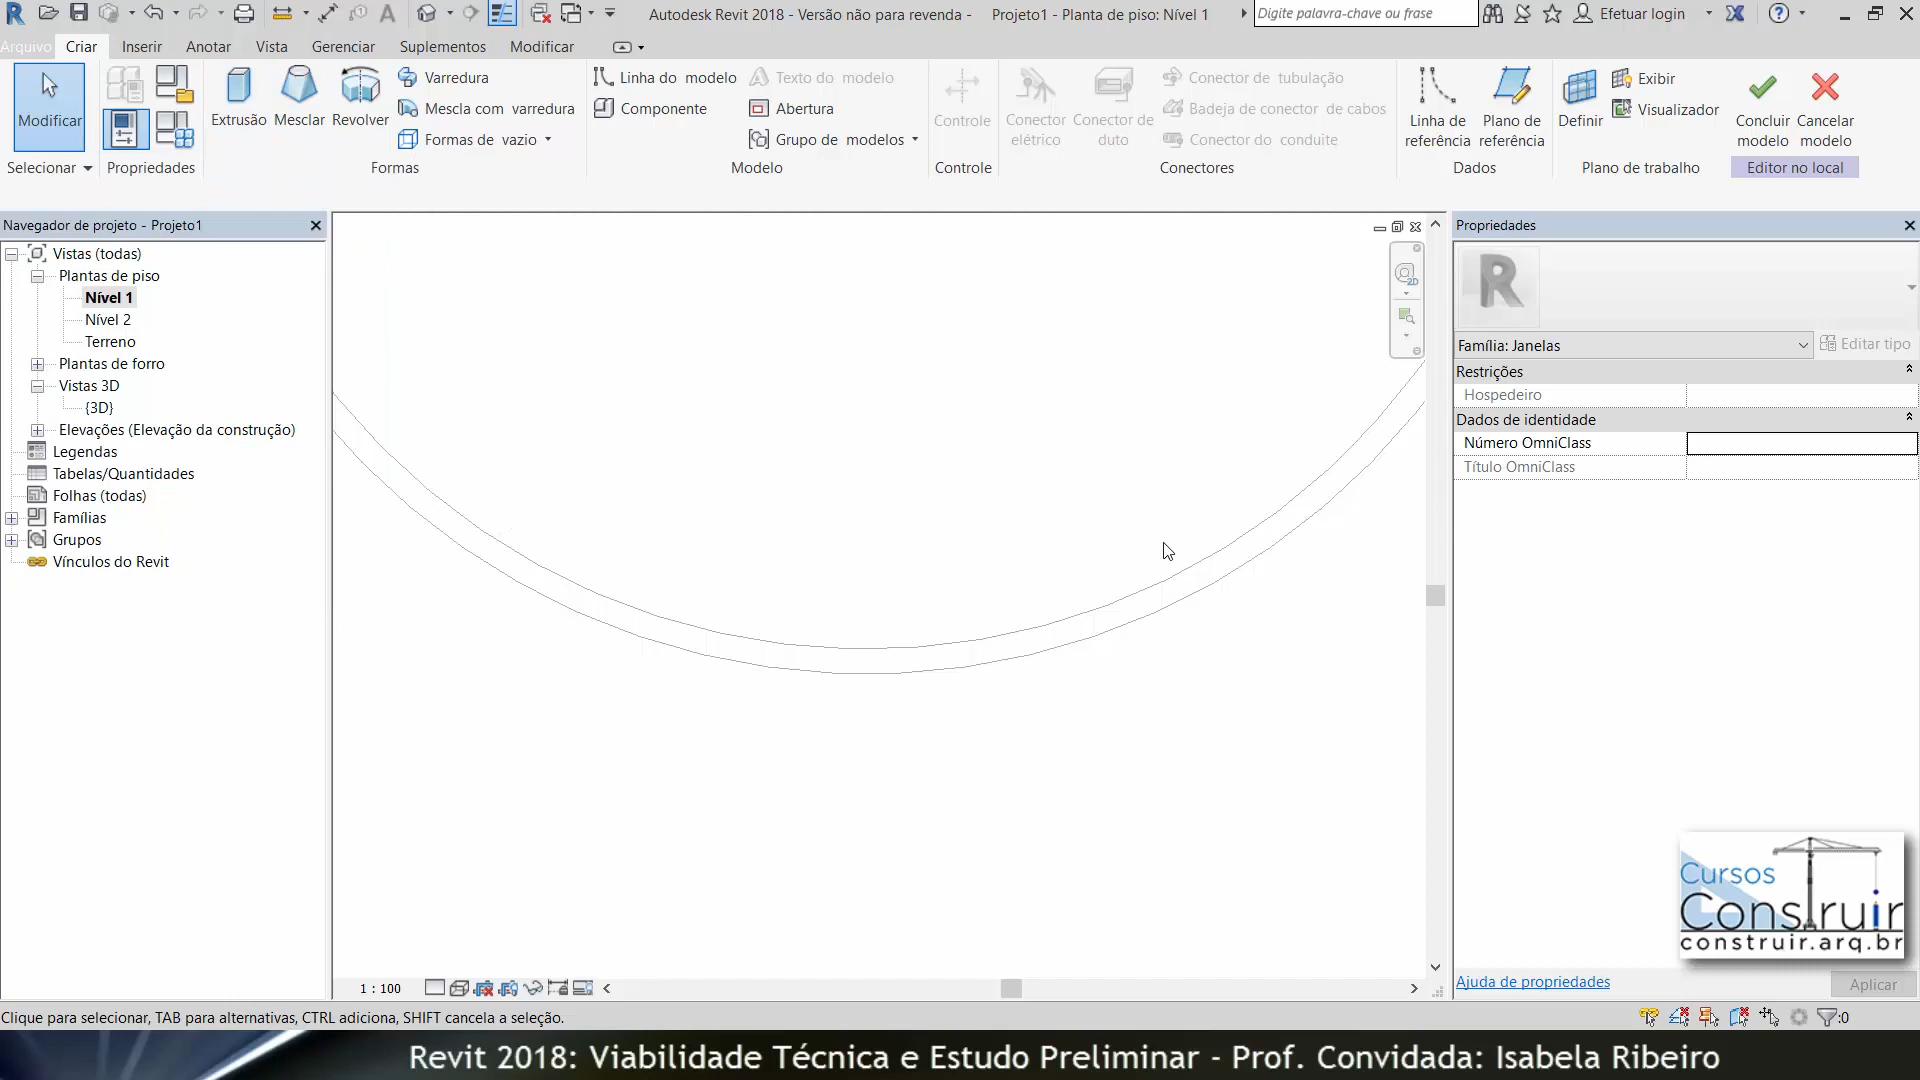 Autodesk Revit 2018 - Versão não para revenda - Projeto1 - Planta de piso: Nível 1
Digite palavra-chave ou frase
Efetuar login
Arquivo Criar Inserir Anotar Vista Gerenciar Suplementos Modificar
Modificar
Selecionar
Propriedades
Extrusão
Mesclar
Revolver
Varredura
Mescla com varredura
Formas de vazio
Formas
Linha do modelo
Componente
Texto do modelo
Abertura
Grupo de modelos
Modelo
Controle
Controle
Conector elétrico
Conector de duto
Conector de tubulação
Badeja de conector de cabos
Conector do conduite
Conectores
Linha de referência
Plano de referência
Dados
Definir
Exibir
Visualizador
Plano de trabalho
Concluir modelo
Cancelar modelo
Editor no local
Navegador de projeto - Projeto1
Vistas (todas)
Plantas de piso
Nível 1
Nível 2
Terreno
Plantas de forro
Vistas 3D
{3D}
Elevações (Elevação da construção)
Legendas
Tabelas/Quantidades
Folhas (todas)
Famílias
Grupos
Vínculos do Revit
2D
Propriedades
R
Família: Janelas
Editar tipo
Restrições
Hospedeiro
Dados de identidade
Número OmniClass
Título OmniClass
Cursos
Construir
construir.arq.br
Ajuda de propriedades
Aplicar
1 : 100
Clique para selecionar, TAB para alternativas, CTRL adiciona, SHIFT cancela a seleção.
:0
Revit 2018: Viabilidade Técnica e Estudo Preliminar - Prof. Convidada: Isabela Ribeiro